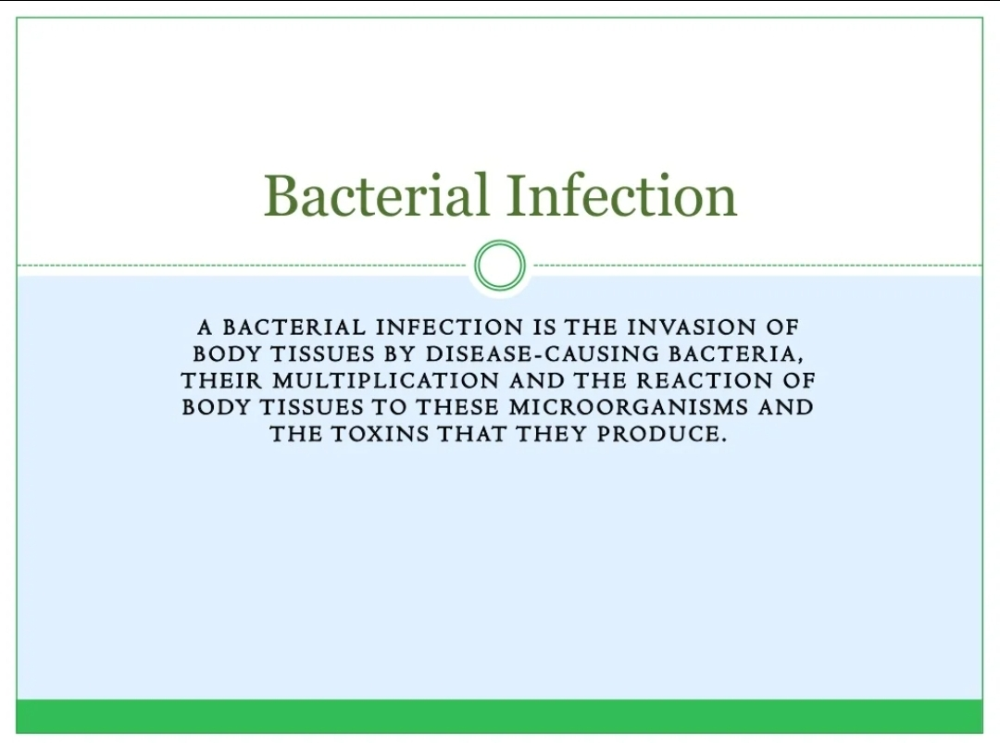 Bacterial Infection
A BACTERIAL INFECTION IS THE INVASION OF
BODY TISSUES BY DISEASE-CAUSING BACTERIA,
THEIR MULTIPLICATION AND THE REACTION OF
BODY TISSUES TO THESE MICROORGANISMS AND
THE TOXINS THAT THEY PRODUCE.